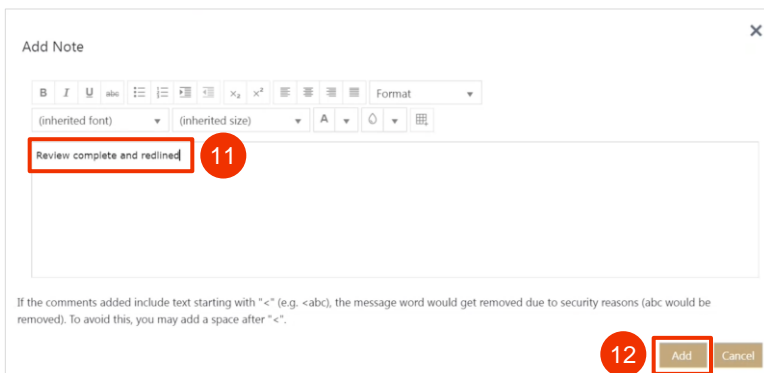 Add Note
B I U abc x₂ x² Format
(inherited font) (inherited size) A
Review complete and redlined 11
If the comments added include text starting with "<" (e.g. <abc), the message word would get removed due to security reasons (abc would be
removed). To avoid this, you may add a space after "<".
12 Add Cancel